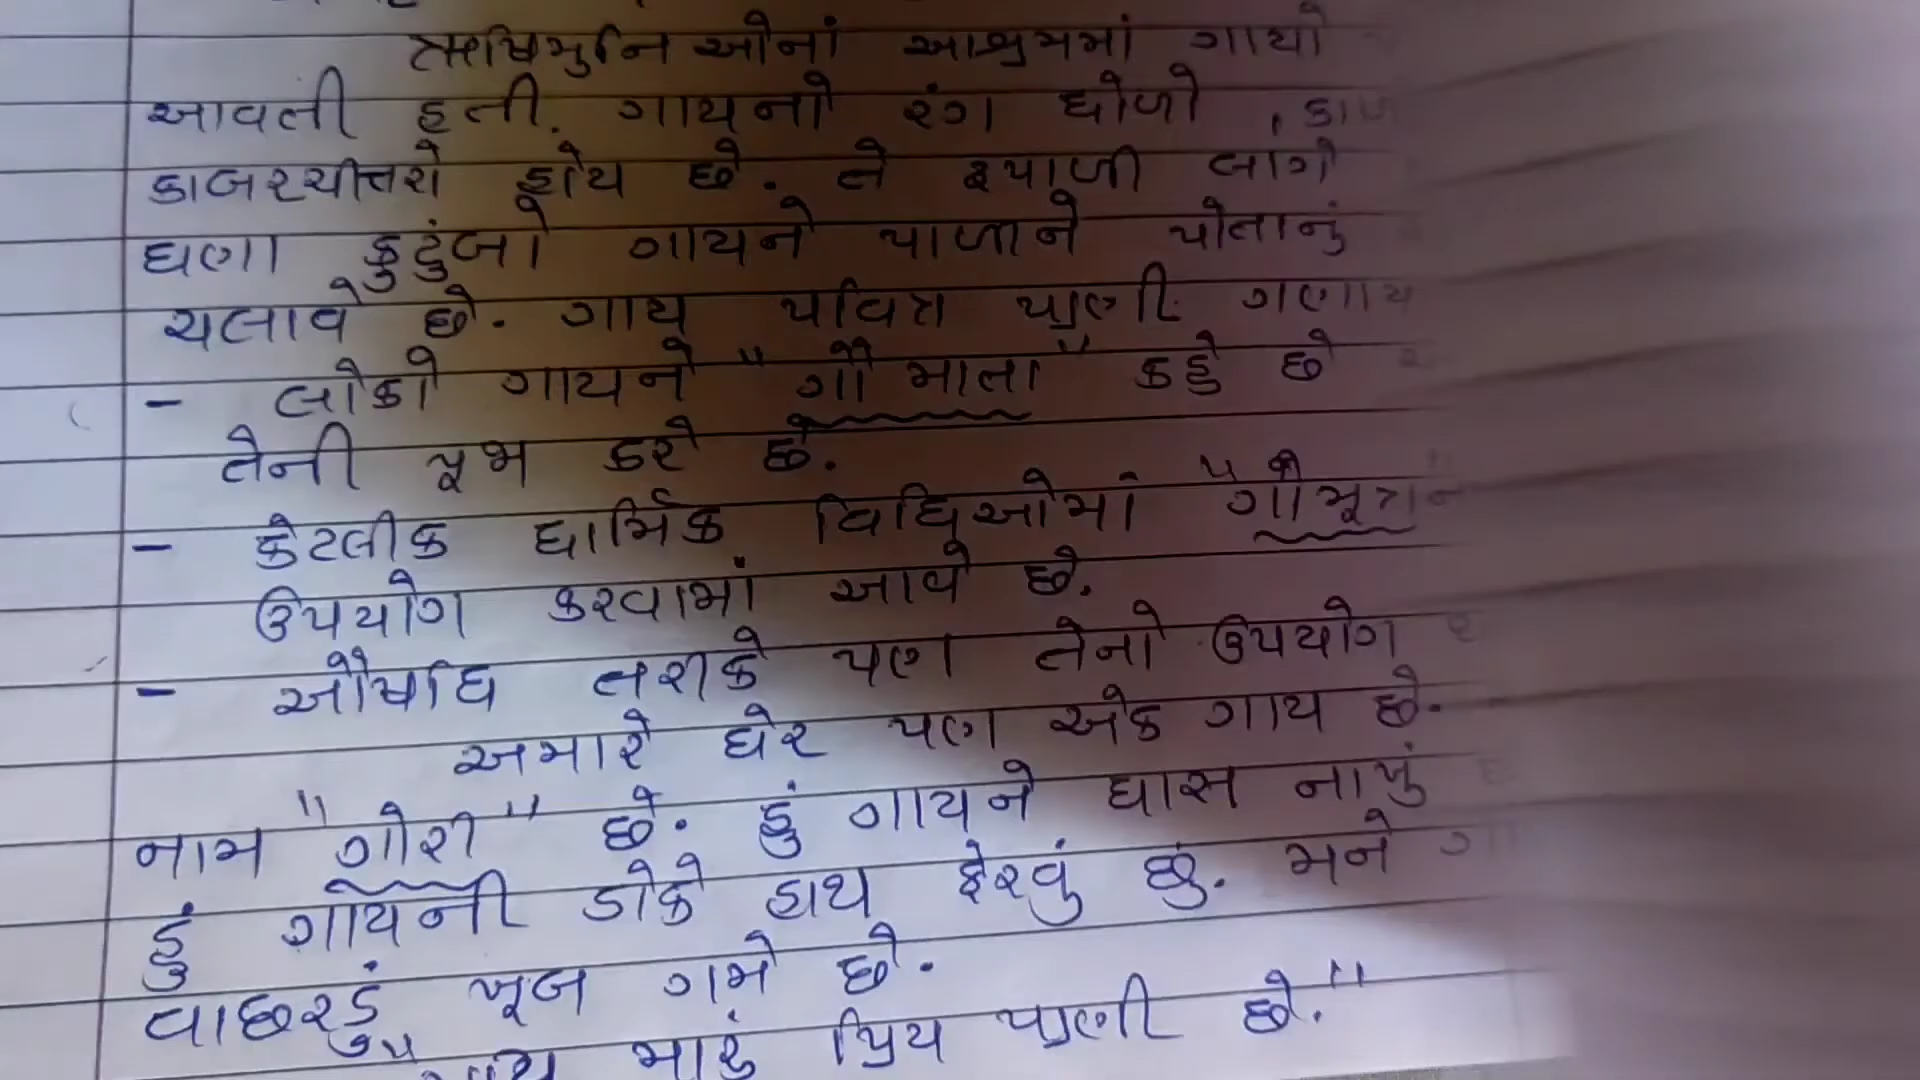 ઋષિમુનિઓનાં આશ્રમમાં ગાયો
આવતી હતી. ગાયનો રંગ ધોળો ,
કાબરચીત્તરો હોય છે. તે રૂપાળી લાગે
ઘણા કુટુંબો ગાયને પાળીને પોતાનું
ચલાવે છે. ગાય પવિત્ર પ્રાણી ગણાય
- લોકો ગાયને "ગૌ માતા" કહે છે
તેની પૂજા કરે છે.
- કેટલીક ધાર્મિક વિધિઓમાં "ગૌમૂત્ર
ઉપયોગ કરવામાં આવે છે.
- ઔષધિ તરીકે પણ તેનો ઉપયોગ
અમારે ઘેર પણ એક ગાય છે.
નામ "ગોરી" છે. હું ગાયને ઘાસ નાખું
હું ગાયની ડોકે હાથ ફેરવું છું. મને
વાછરડું ખૂબ ગમે છે.
"ગાય મારું પ્રિય પ્રાણી છે."